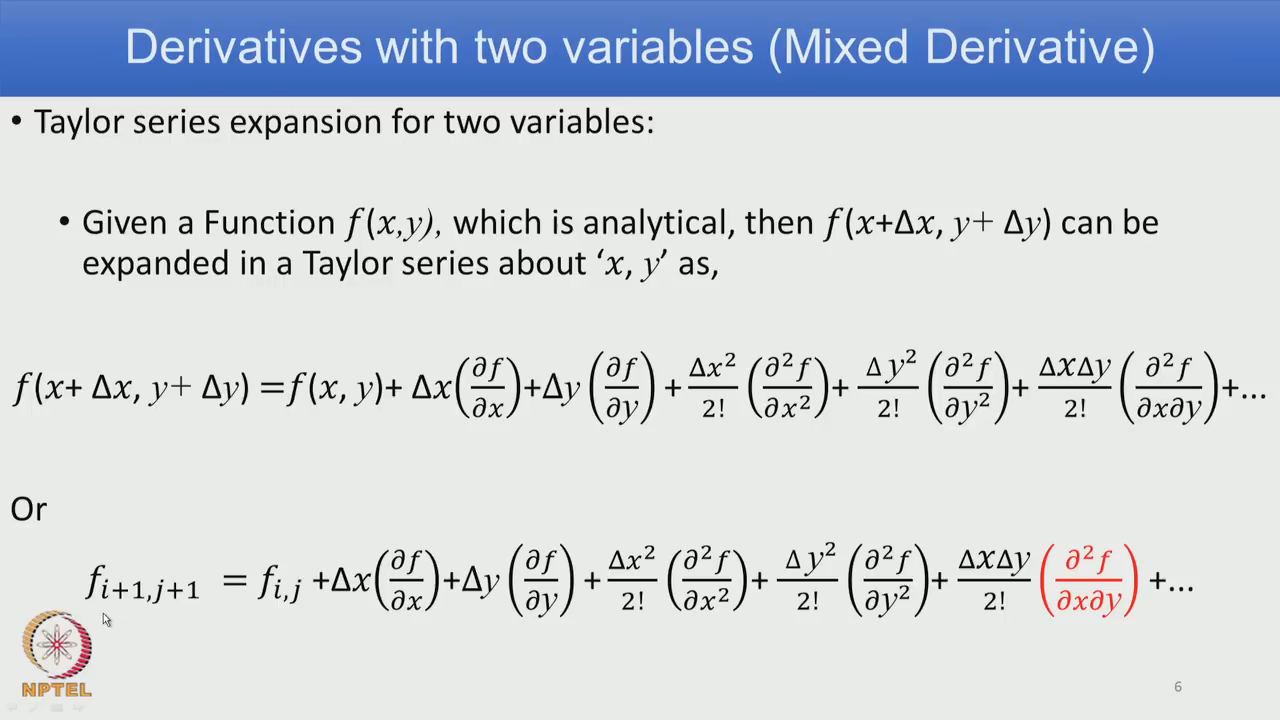 Derivatives with two variables (Mixed Derivative)
• Taylor series expansion for two variables:
• Given a Function f(x,y), which is analytical, then f(x+Δx, y+ Δy) can be
expanded in a Taylor series about ‘x, y’ as,
f(x+ Δx, y+ Δy) =f(x, y)+ Δx(∂f/∂x)+Δy(∂f/∂y) + Δx²/2! (∂²f/∂x²)+ Δy²/2! (∂²f/∂y²)+ ΔxΔy/2! (∂²f/∂x∂y)+...
Or
f_{i+1,j+1} = f_{i,j} +Δx(∂f/∂x)+Δy(∂f/∂y) + Δx²/2! (∂²f/∂x²)+ Δy²/2! (∂²f/∂y²)+ ΔxΔy/2! (∂²f/∂x∂y) +...
NPTEL
6